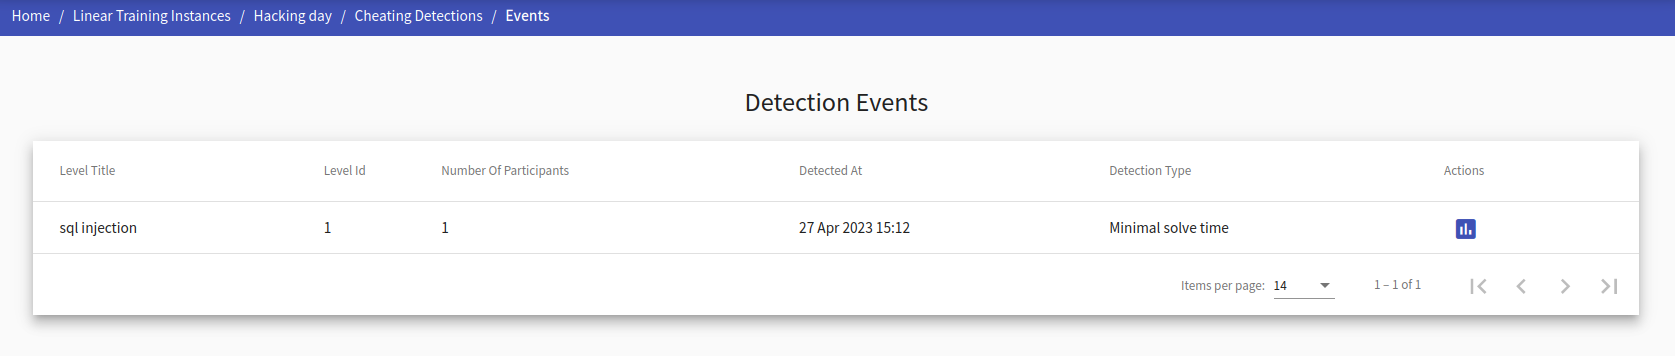 Home / Linear Training Instances / Hacking day / Cheating Detections / Events
Detection Events
Level Title Level Id Number Of Participants Detected At Detection Type Actions
sql injection 1 1 27 Apr 2023 15:12 Minimal solve time
Items per page: 14 1 – 1 of 1